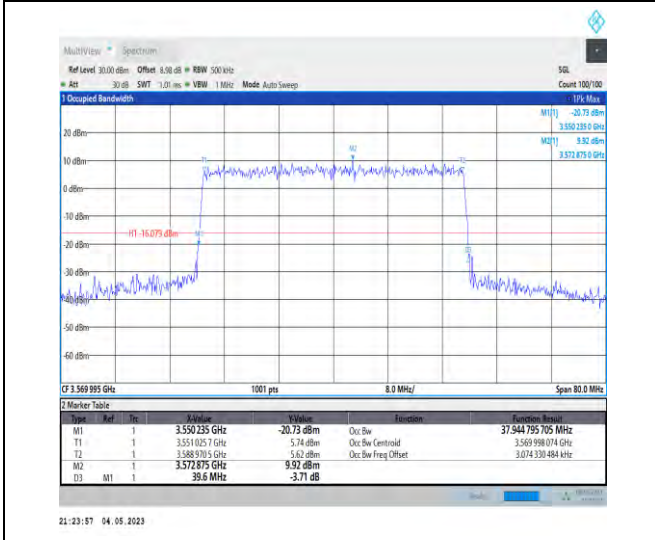 MultiView Spectrum
Ref Level 30.00 dBm Offset 8.98 dB RBW 500 kHz SGL
Att 30 dB SWT 1.01 ms VBW 1 MHz Mode Auto Sweep Count 100/100
1 Occupied Bandwidth 1Pk Max
M1[1] -20.73 dBm
3.550 235 0 GHz
M2[1] 9.92 dBm
3.572 875 0 GHz
20 dBm
10 dBm
0 dBm
-10 dBm
H1 -16.079 dBm
-20 dBm
-30 dBm
-40 dBm
-50 dBm
-60 dBm
T1
M2
T2
M1
D3
CF 3.569 995 GHz 1001 pts 8.0 MHz/ Span 80.0 MHz
2 Marker Table
Type Ref Trc X-Value Y-Value Function Function Result
M1 1 3.550 235 GHz -20.73 dBm Occ Bw 37.944 795 705 MHz
T1 1 3.551 025 7 GHz 5.74 dBm Occ Bw Centroid 3.569 998 074 GHz
T2 1 3.588 970 5 GHz 5.62 dBm Occ Bw Freq Offset 3.074 330 484 kHz
M2 1 3.572 875 GHz 9.92 dBm
D3 M1 1 39.6 MHz -3.71 dB
21:23:57 04.05.2023